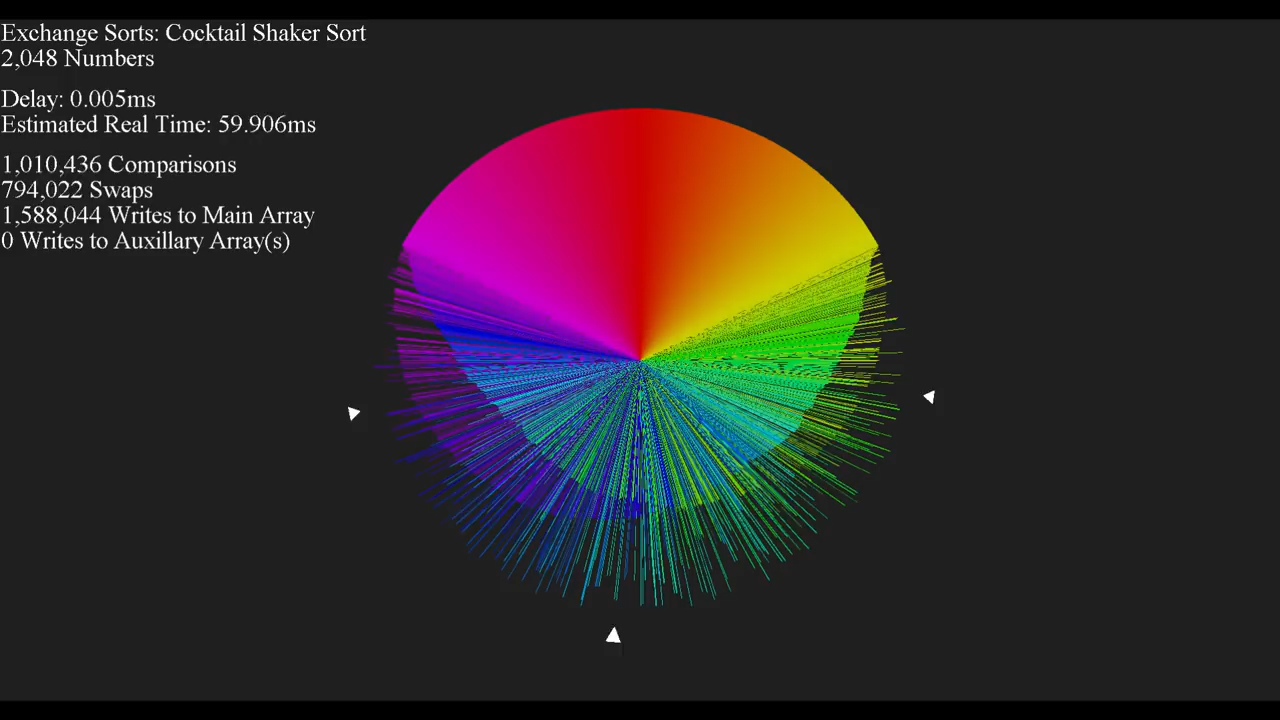 Exchange Sorts: Cocktail Shaker Sort
2,048 Numbers
Delay: 0.005ms
Estimated Real Time: 59.906ms
1,010,436 Comparisons
794,022 Swaps
1,588,044 Writes to Main Array
0 Writes to Auxillary Array(s)